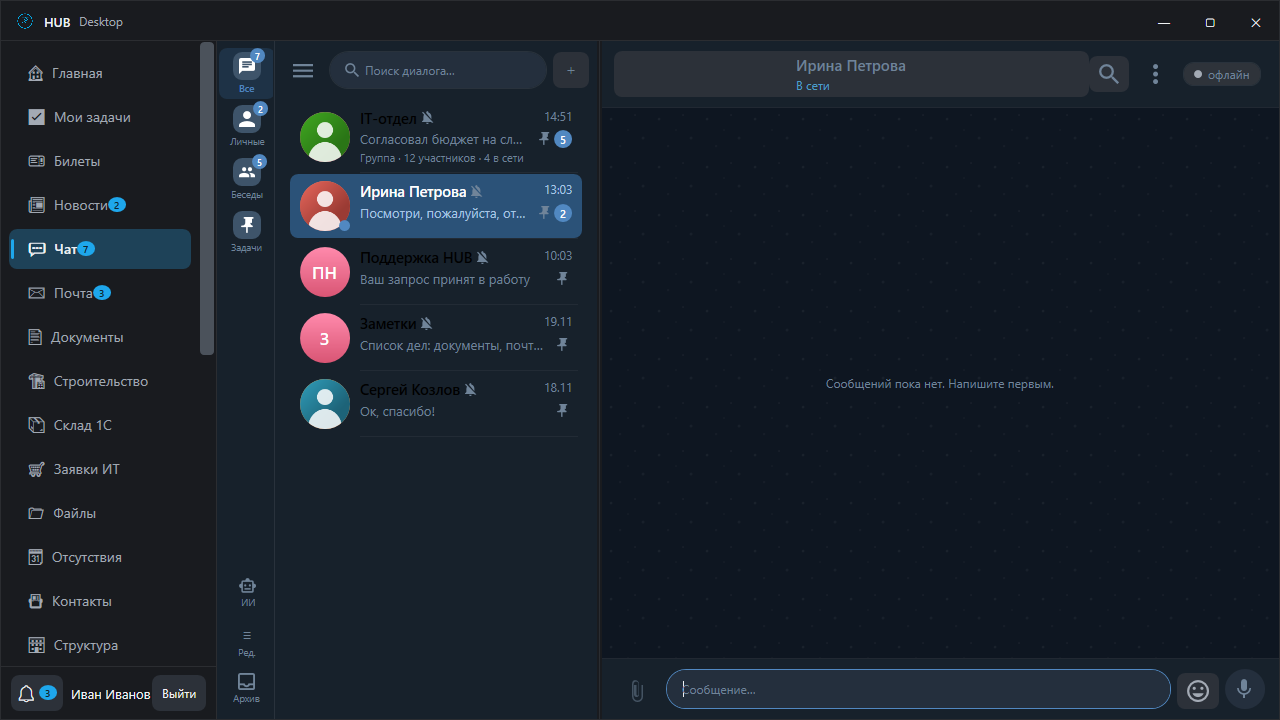 HUB Desktop
Главная
Мои задачи
Билеты
Новости 2
Чат 7
Почта 3
Документы
Строительство
Склад 1С
Заявки ИТ
Файлы
31 Отсутствия
Контакты
Структура
3 Иван Иванов Выйти
7
Все
2
Личные
5
Беседы
Задачи
ИИ
Ред.
Архив
Поиск диалога... +
IT-отдел 14:51
Согласовал бюджет на сл... 5
Группа · 12 участников · 4 в сети
Ирина Петрова 13:03
Посмотри, пожалуйста, от... 2
ПН
Поддержка HUB 10:03
Ваш запрос принят в работу
З
Заметки 19.11
Список дел: документы, почт...
Сергей Козлов 18.11
Ок, спасибо!
Ирина Петрова
В сети
офлайн
Сообщений пока нет. Напишите первым.
Сообщение...